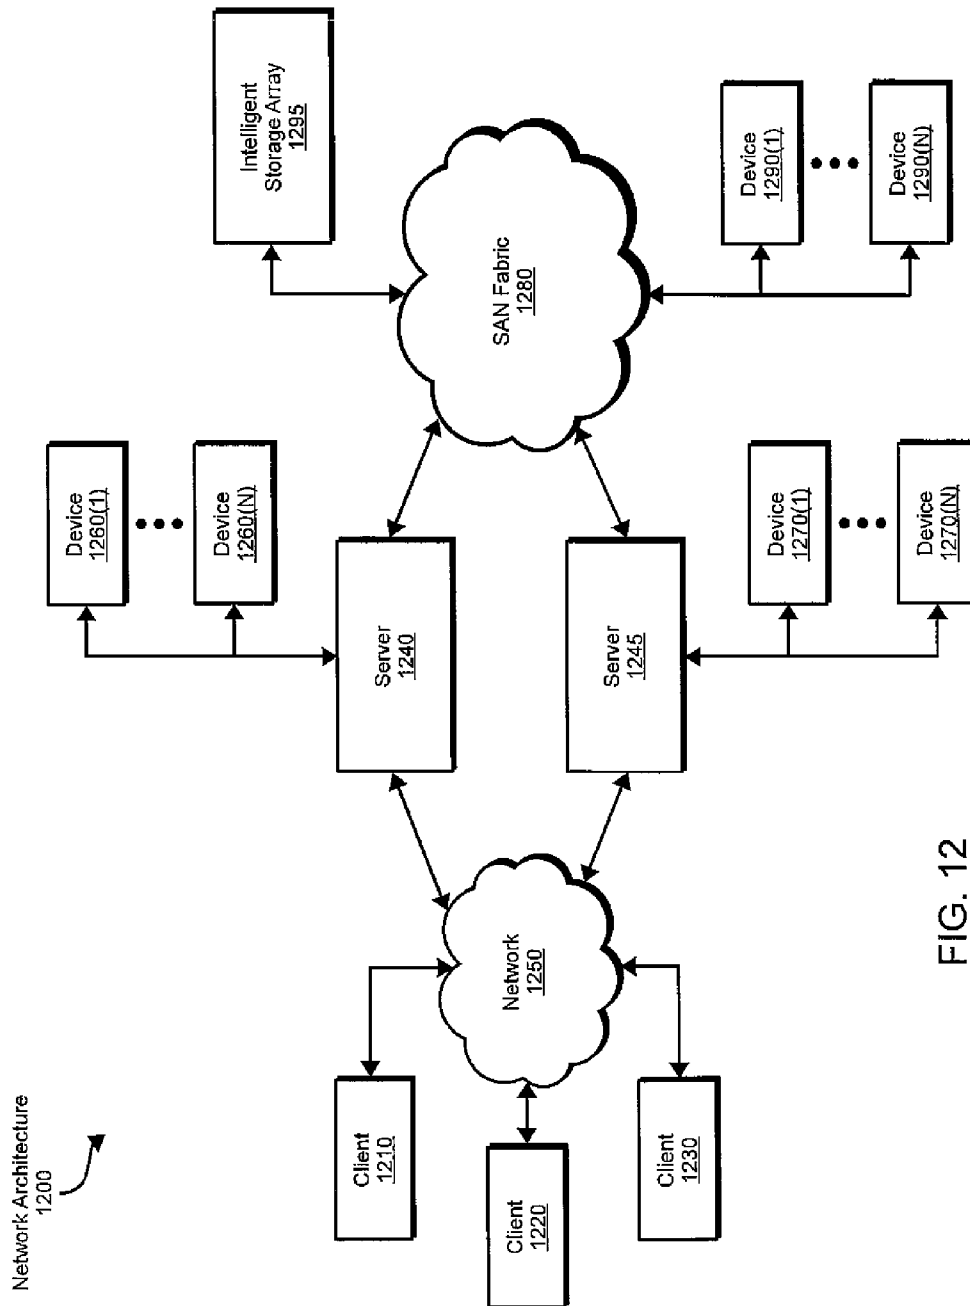 Network Architecture
1200
Device
1260(1)
Device
1260(N)
Intelligent
Storage Array
1295
Client
1210
Server
1240
Client
1220
Network
1250
SAN Fabric
1280
Client
1230
Server
1245
Device
1270(1)
Device
1270(N)
Device
1290(1)
Device
1290(N)
FIG. 12